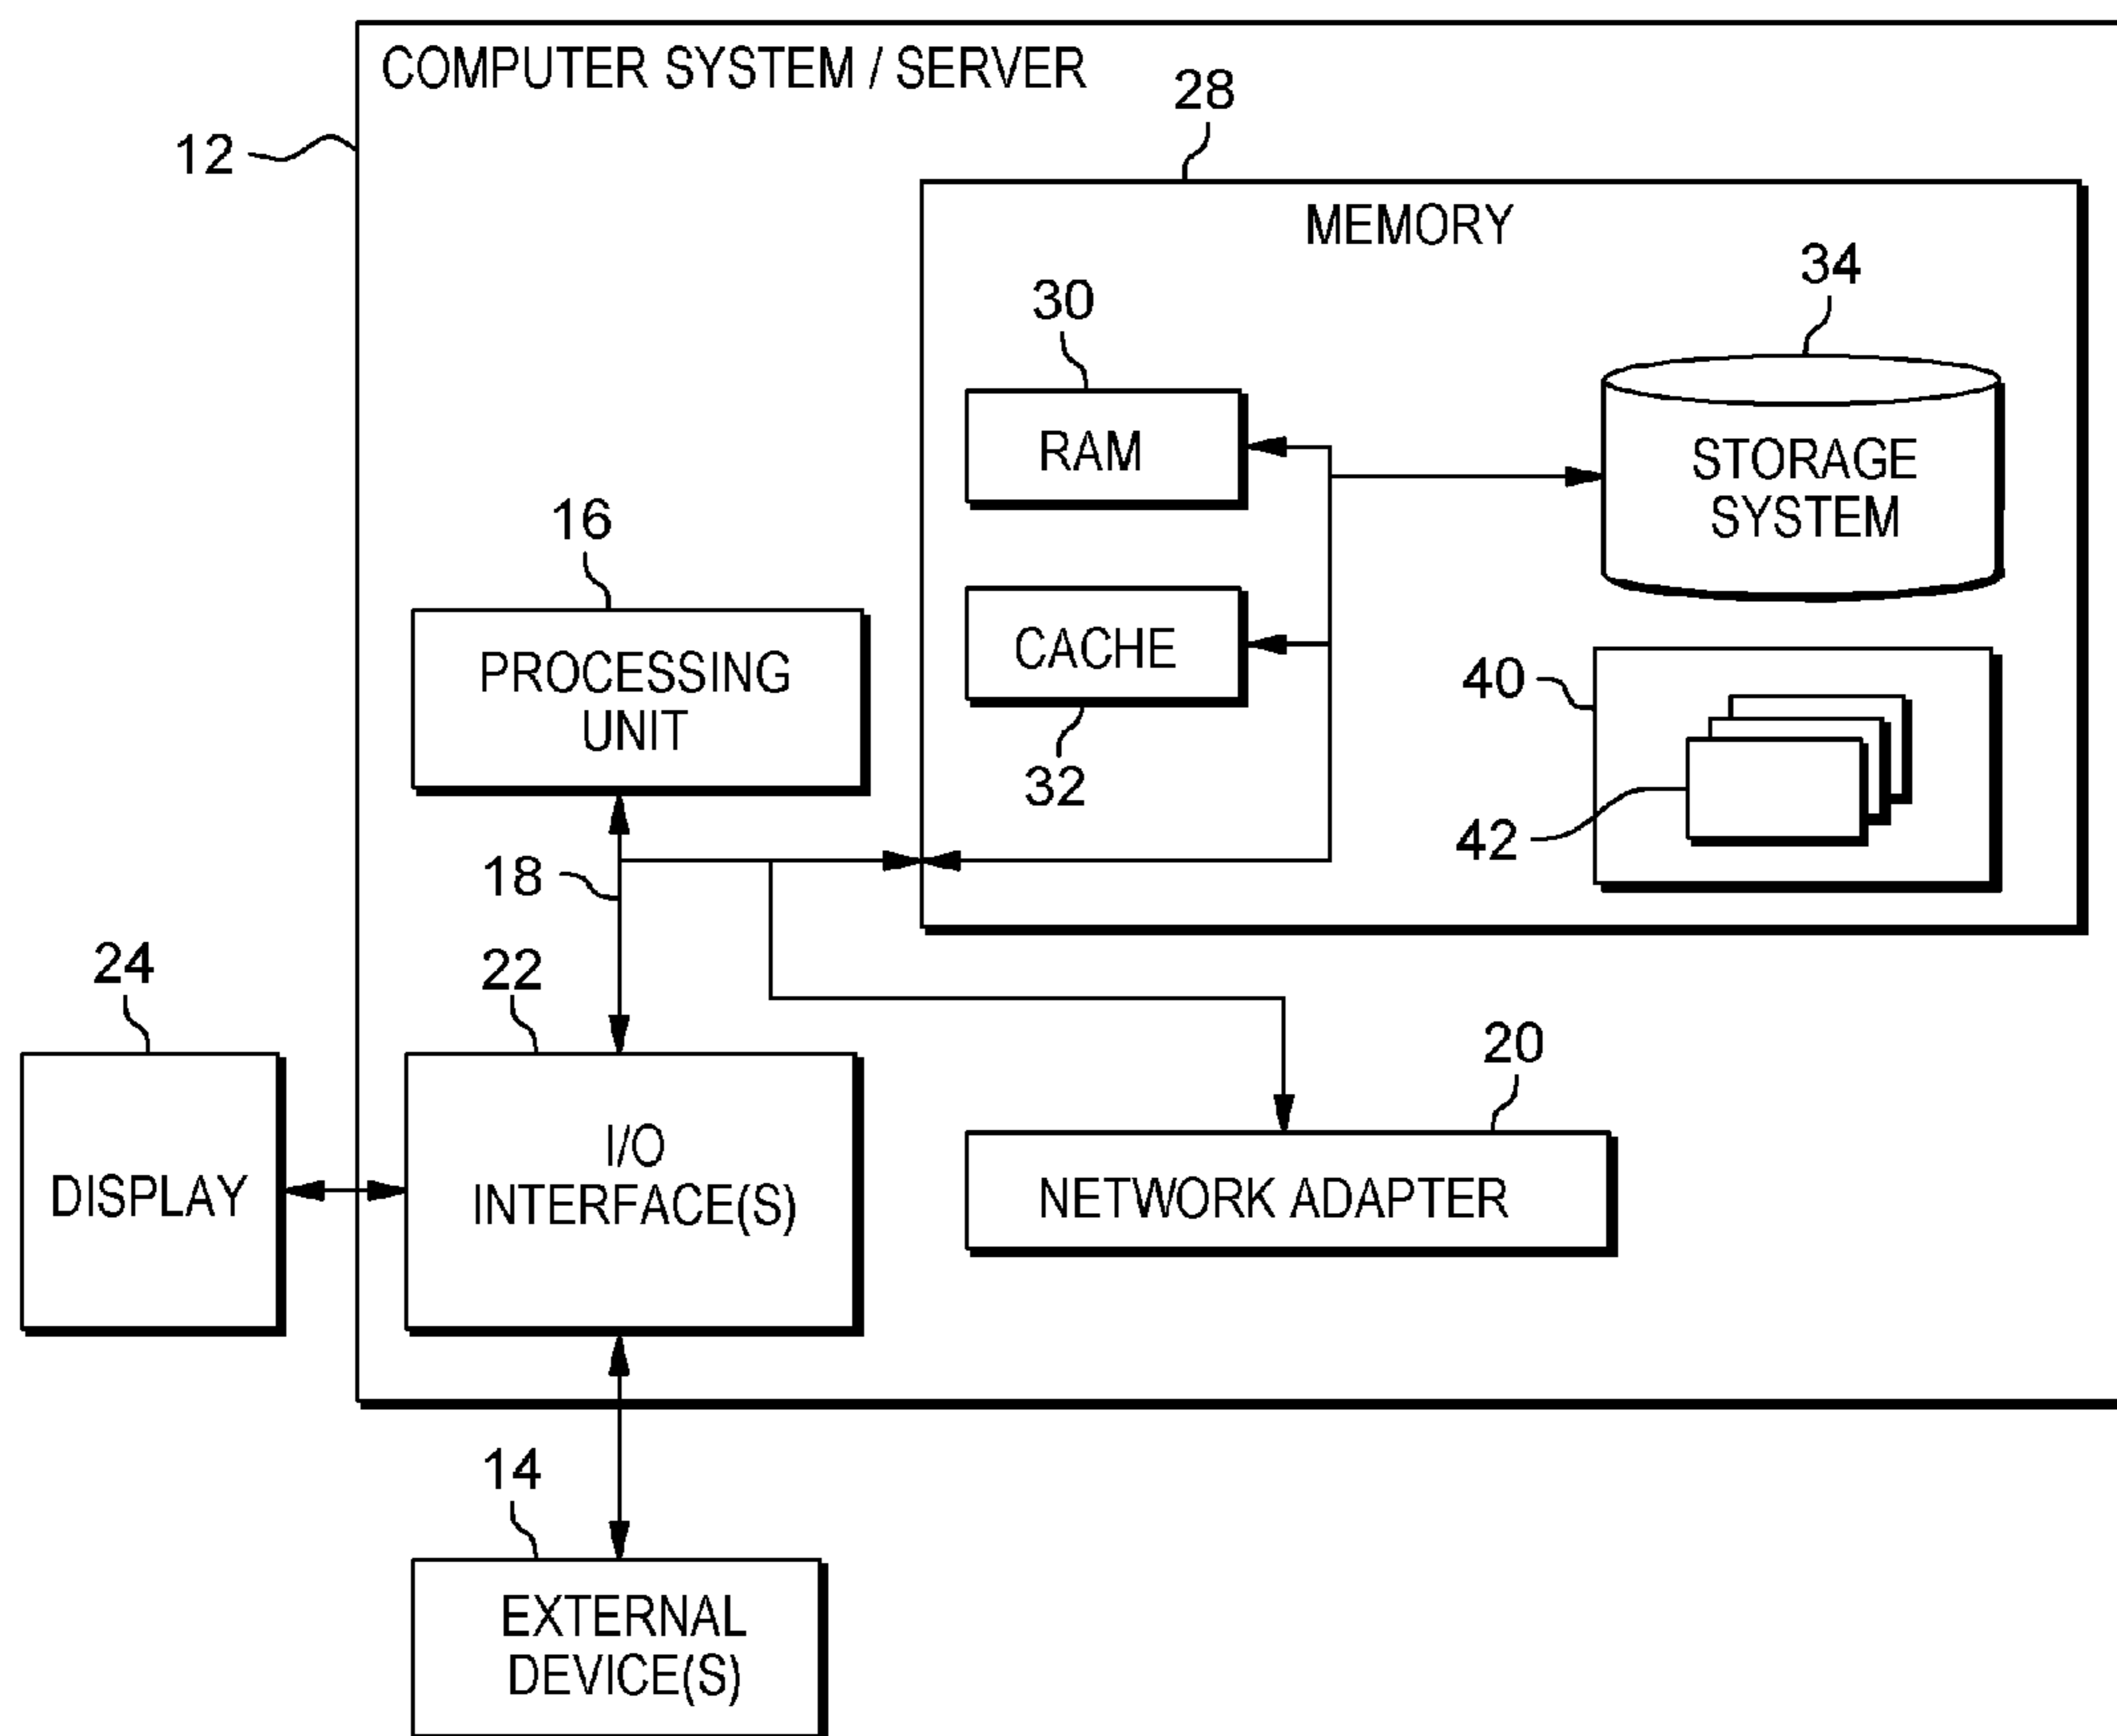 COMPUTER SYSTEM / SERVER
28
12
MEMORY
34
30
RAM
STORAGE
SYSTEM
16
CACHE
40
PROCESSING
UNIT
32
42
18
24
22
20
I/O
INTERFACE(S)
DISPLAY
NETWORK ADAPTER
14
EXTERNAL
DEVICE(S)